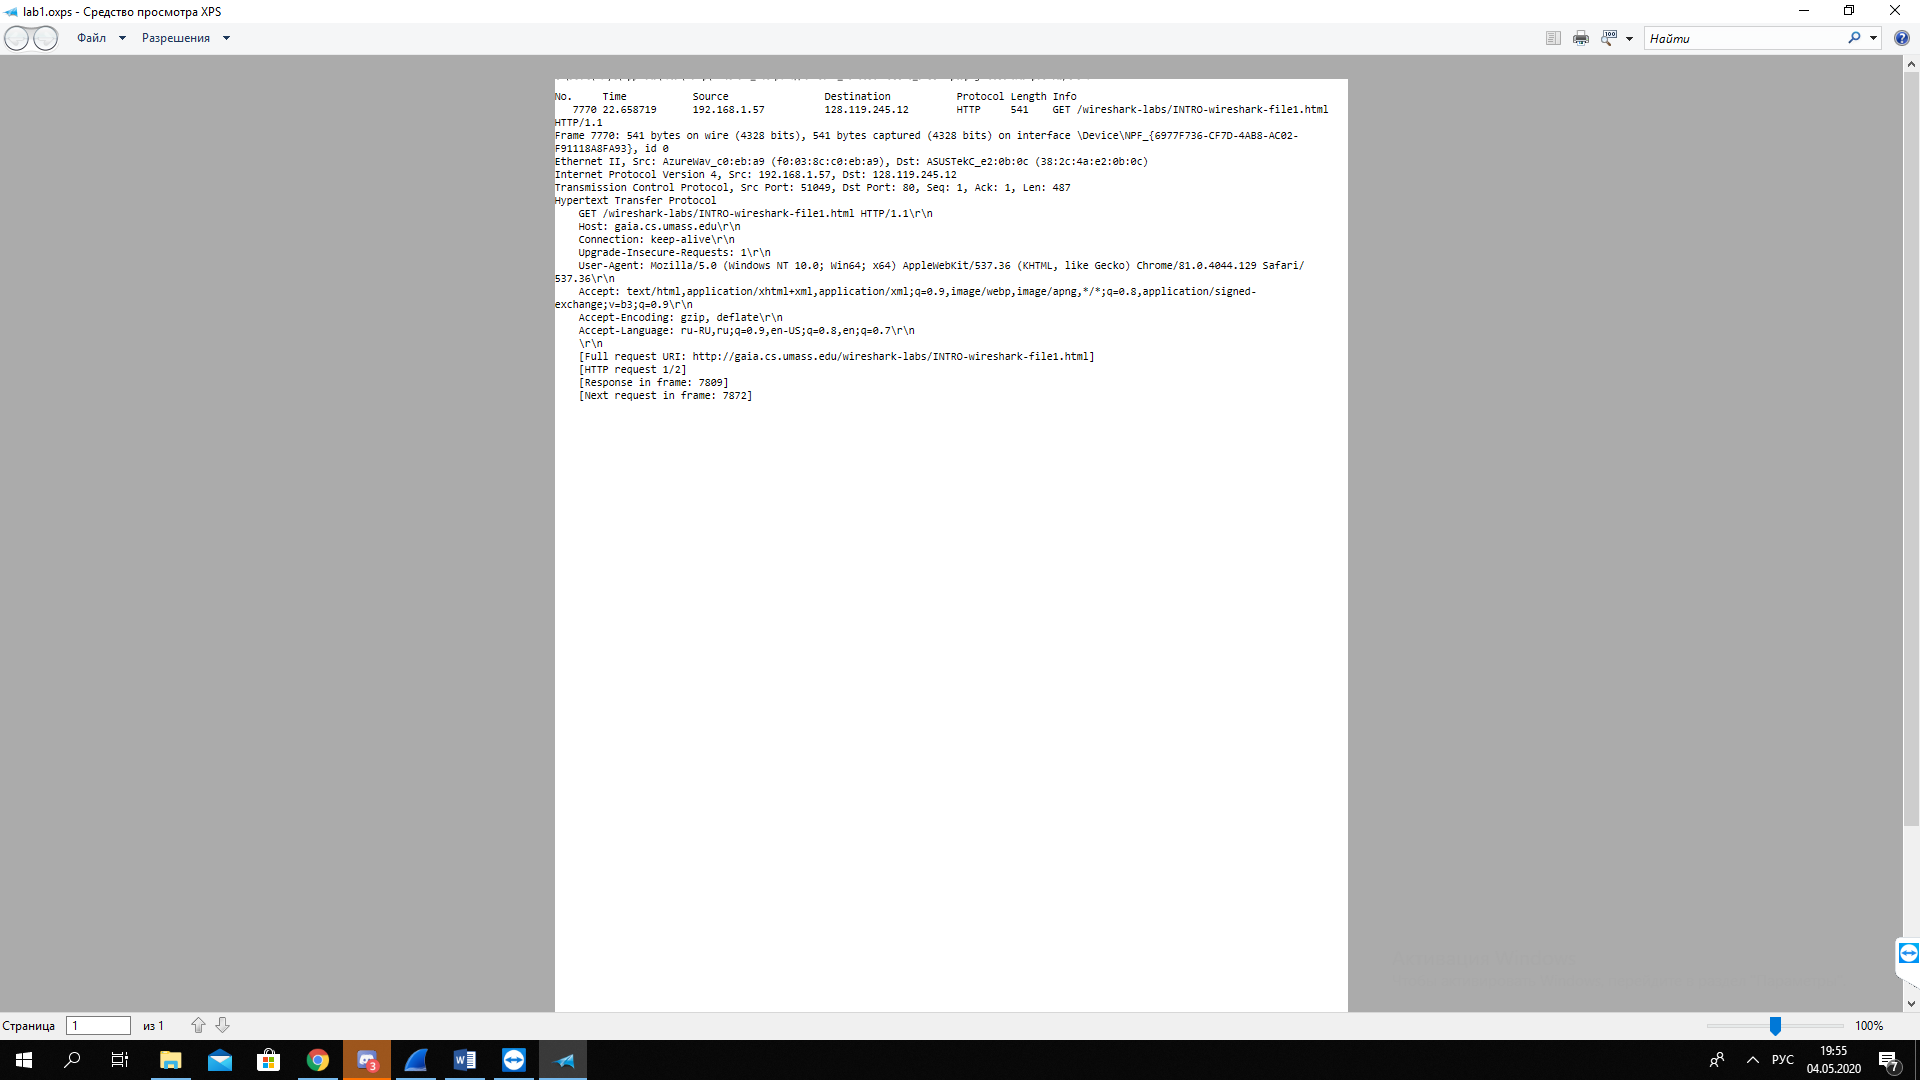 lab1.oxps - Средство просмотра XPS
Файл Разрешения Найти
No. Time Source Destination Protocol Length Info
7770 22.658719 192.168.1.57 128.119.245.12 HTTP 541 GET /wireshark-labs/INTRO-wireshark-file1.html
HTTP/1.1
Frame 7770: 541 bytes on wire (4328 bits), 541 bytes captured (4328 bits) on interface \Device\NPF_{6977F736-CF7D-4AB8-AC02-
F91118A8FA93}, id 0
Ethernet II, Src: AzureWav_c0:eb:a9 (f0:03:8c:c0:eb:a9), Dst: ASUSTekC_e2:0b:0c (38:2c:4a:e2:0b:0c)
Internet Protocol Version 4, Src: 192.168.1.57, Dst: 128.119.245.12
Transmission Control Protocol, Src Port: 51049, Dst Port: 80, Seq: 1, Ack: 1, Len: 487
Hypertext Transfer Protocol
GET /wireshark-labs/INTRO-wireshark-file1.html HTTP/1.1\r\n
Host: gaia.cs.umass.edu\r\n
Connection: keep-alive\r\n
Upgrade-Insecure-Requests: 1\r\n
User-Agent: Mozilla/5.0 (Windows NT 10.0; Win64; x64) AppleWebKit/537.36 (KHTML, like Gecko) Chrome/81.0.4044.129 Safari/
537.36\r\n
Accept: text/html,application/xhtml+xml,application/xml;q=0.9,image/webp,image/apng,*/*;q=0.8,application/signed-
exchange;v=b3;q=0.9\r\n
Accept-Encoding: gzip, deflate\r\n
Accept-Language: ru-RU,ru;q=0.9,en-US;q=0.8,en;q=0.7\r\n
\r\n
[Full request URI: http://gaia.cs.umass.edu/wireshark-labs/INTRO-wireshark-file1.html]
[HTTP request 1/2]
[Response in frame: 7809]
[Next request in frame: 7872]
Страница 1 из 1 100%
3
РУС
19:55
04.05.2020
7